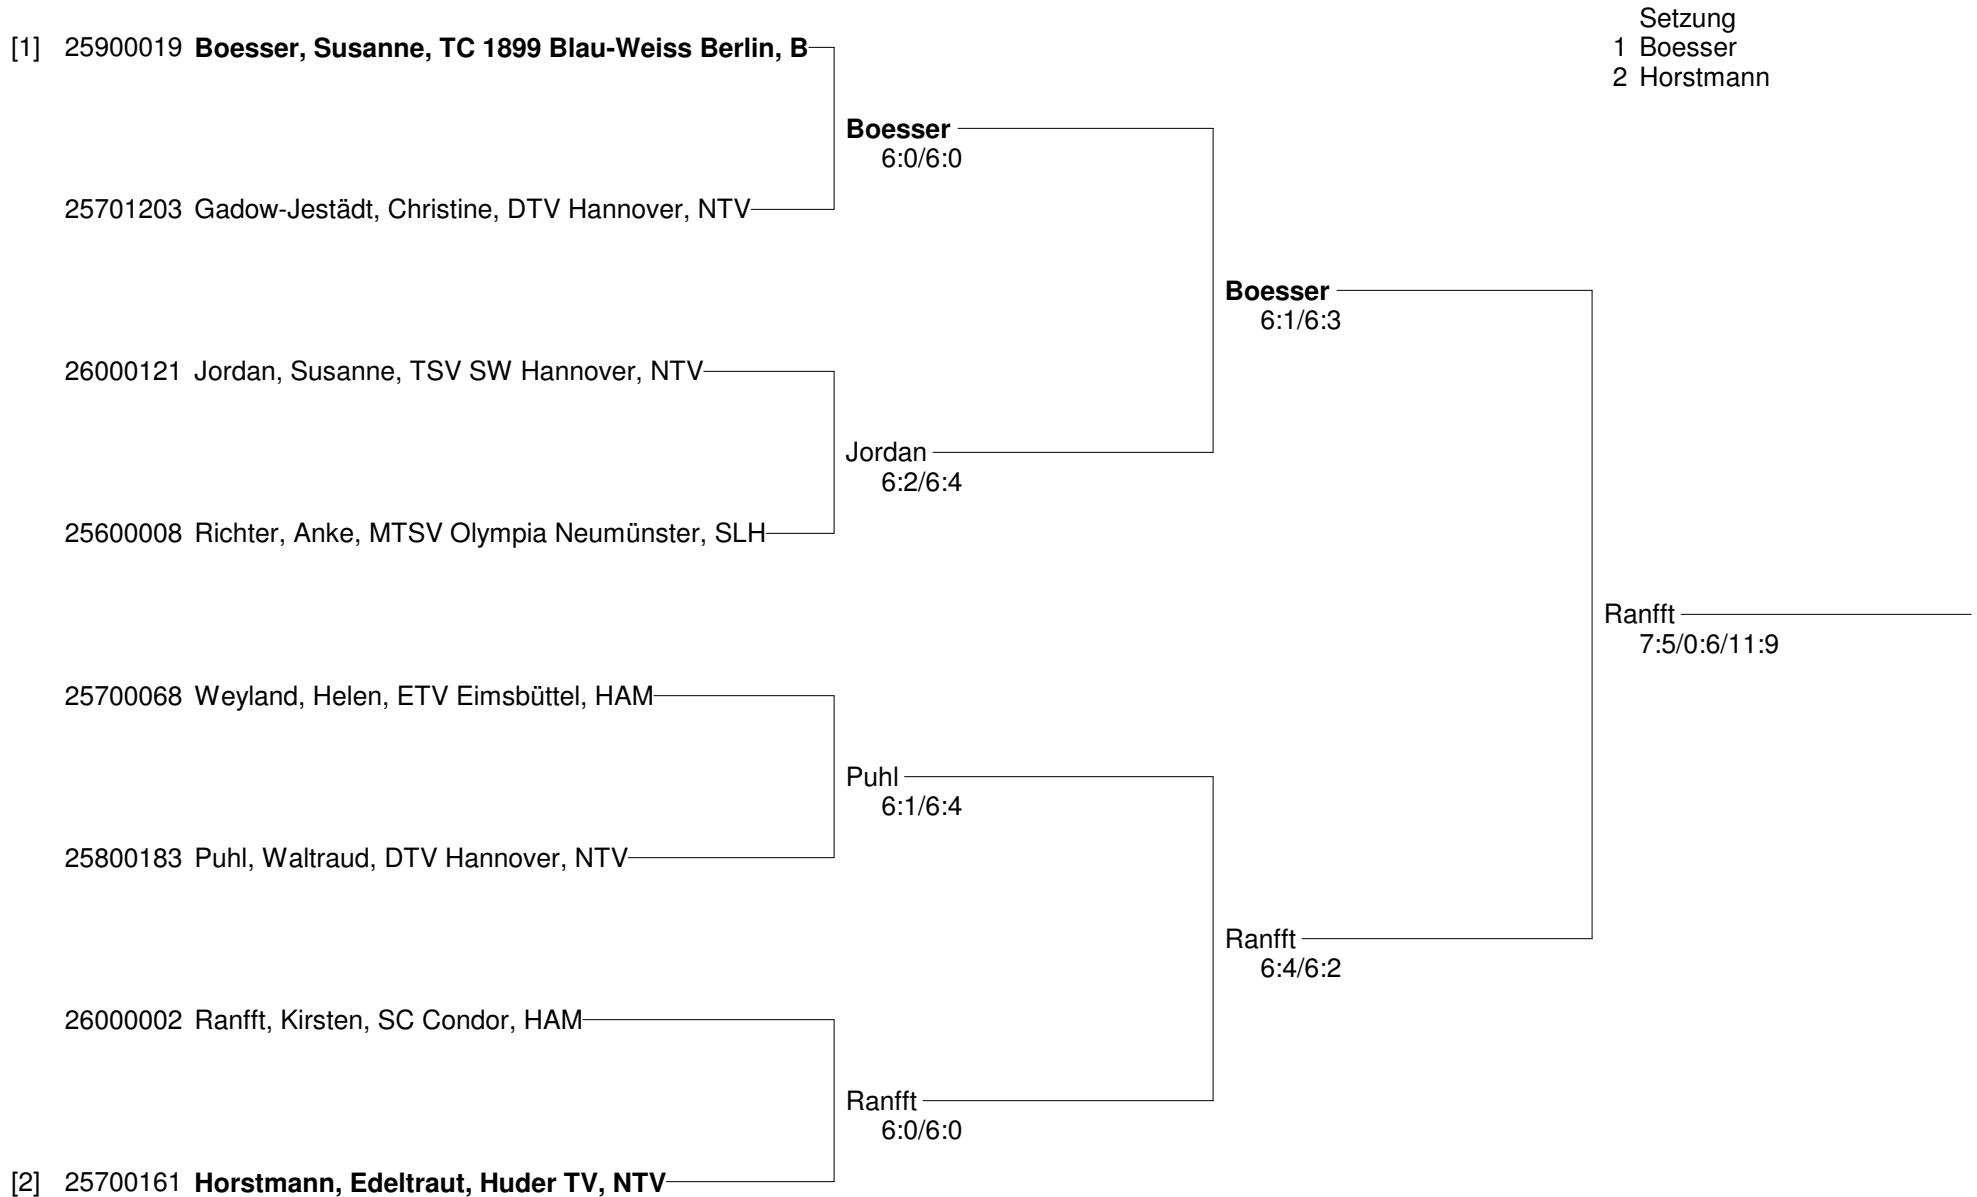 Setzung
1 Boesser
2 Horstmann
[1] 25900019 Boesser, Susanne, TC 1899 Blau-Weiss Berlin, B
Boesser
6:0/6:0
25701203 Gadow-Jestädt, Christine, DTV Hannover, NTV
Boesser
6:1/6:3
26000121 Jordan, Susanne, TSV SW Hannover, NTV
Jordan
6:2/6:4
25600008 Richter, Anke, MTSV Olympia Neumünster, SLH
Ranfft
7:5/0:6/11:9
25700068 Weyland, Helen, ETV Eimsbüttel, HAM
Puhl
6:1/6:4
25800183 Puhl, Waltraud, DTV Hannover, NTV
Ranfft
6:4/6:2
26000002 Ranfft, Kirsten, SC Condor, HAM
Ranfft
6:0/6:0
[2] 25700161 Horstmann, Edeltraut, Huder TV, NTV